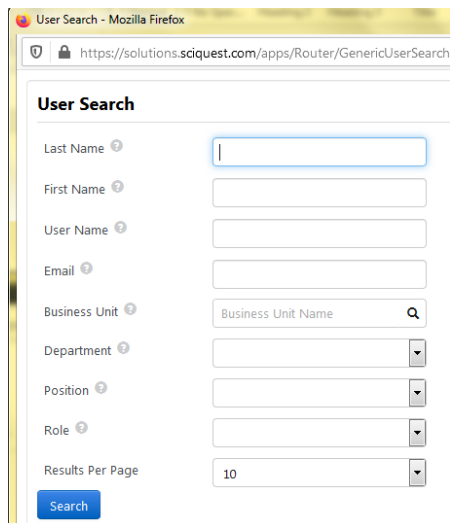 User Search - Mozilla Firefox
https://solutions.sciquest.com/apps/Router/GenericUserSearch
User Search
Last Name ?
First Name ?
User Name ?
Email ?
Business Unit ? Business Unit Name
Department ?
Position ?
Role ?
Results Per Page 10
Search